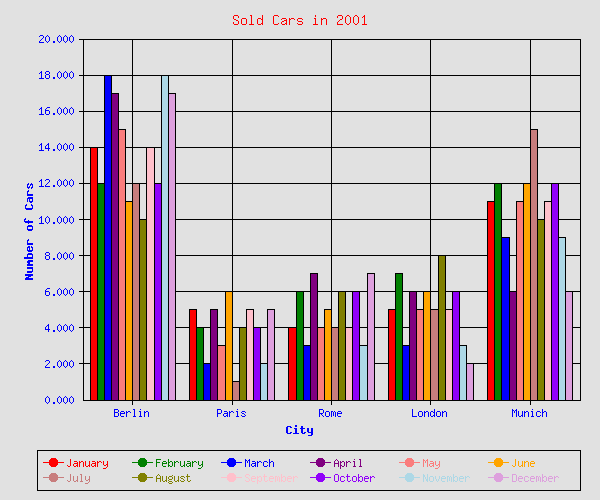 Sold Cars in 2001
20.000
18.000
16.000
14.000
12.000
10.000
8.000
6.000
4.000
2.000
0.000
Number of Cars
Berlin Paris Rome London Munich
City
January February March April May June
July August September October November December